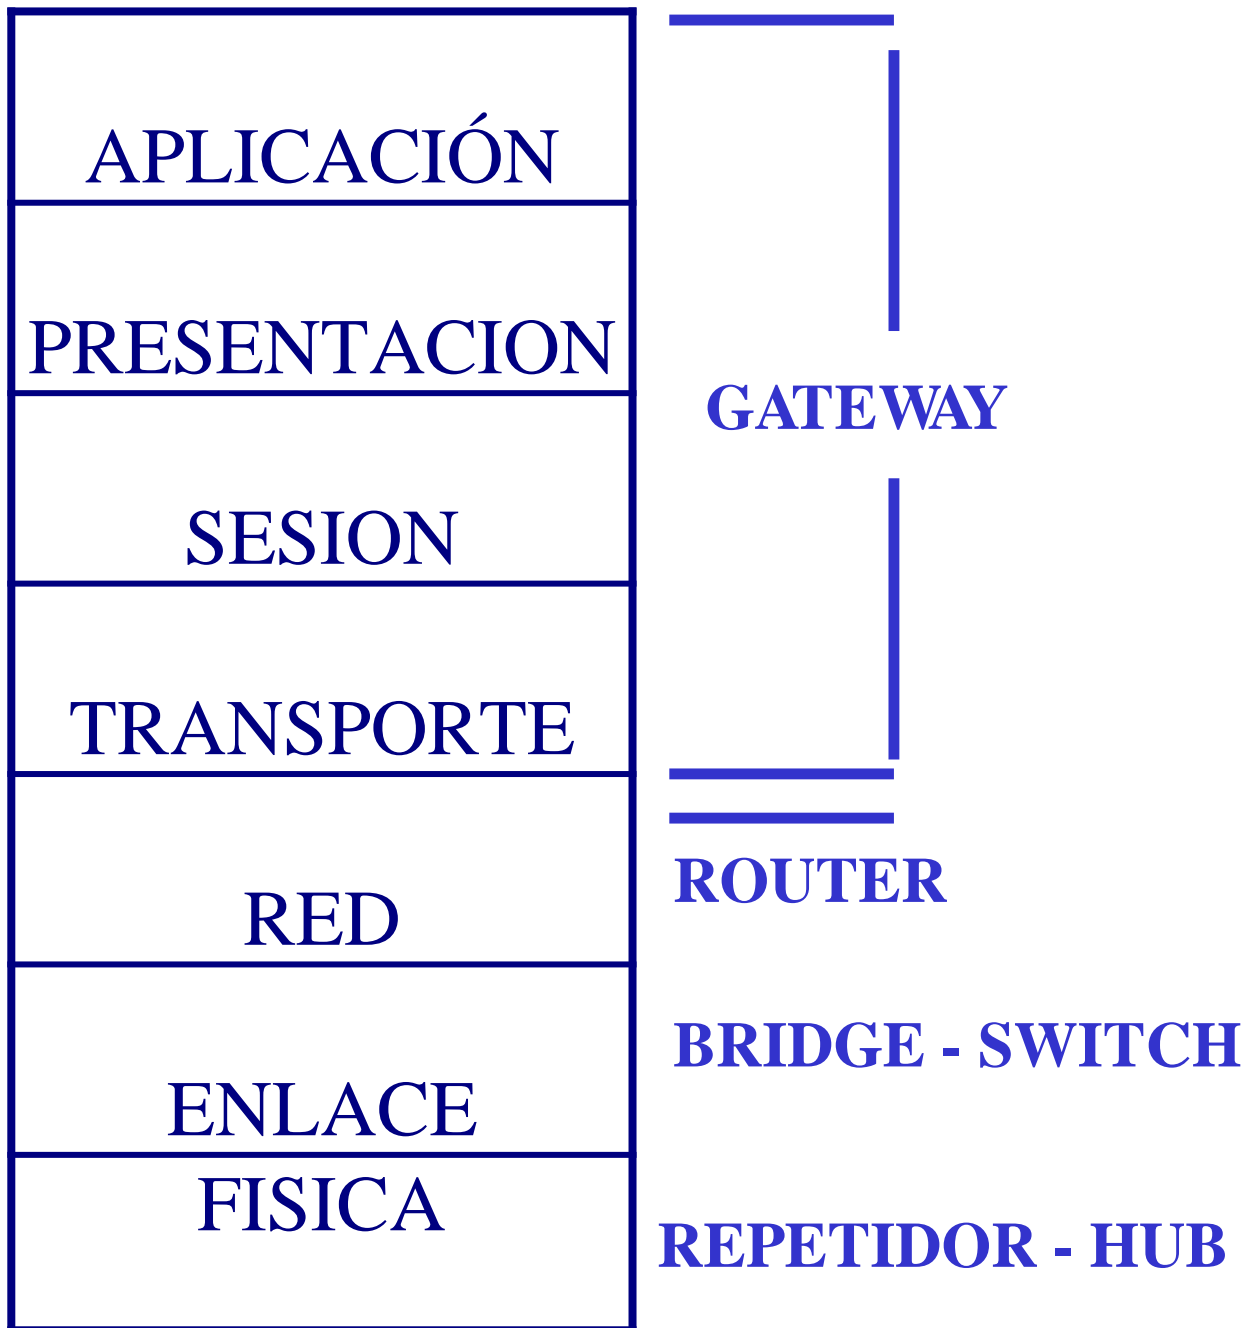 APLICACIÓN
PRESENTACION
GATEWAY
SESION
TRANSPORTE
ROUTER
RED
BRIDGE - SWITCH
ENLACE
FISICA
REPETIDOR - HUB